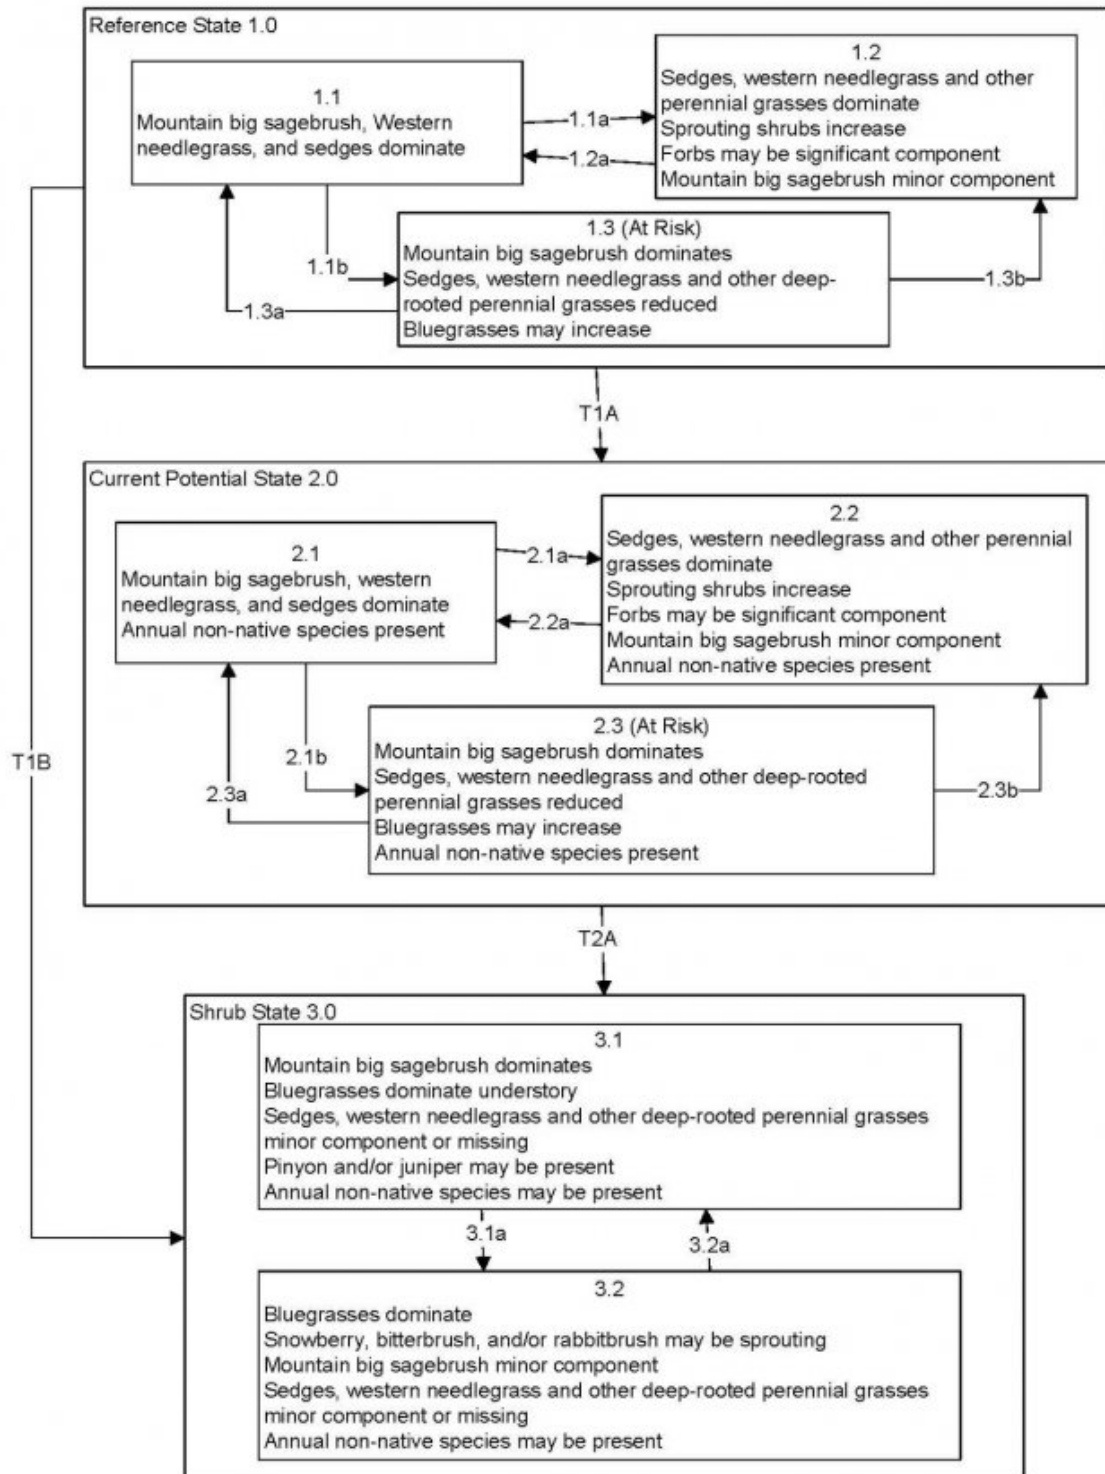 Reference State 1.0
1.1
Mountain big sagebrush, Western
needlegrass, and sedges dominate
1.1a
1.2a
1.2
Sedges, western needlegrass and other
perennial grasses dominate
Sprouting shrubs increase
Forbs may be significant component
Mountain big sagebrush minor component
1.1b
1.3a
1.3 (At Risk)
Mountain big sagebrush dominates
Sedges, western needlegrass and other deep-
rooted perennial grasses reduced
Bluegrasses may increase
1.3b
T1A
Current Potential State 2.0
2.1
Mountain big sagebrush, western
needlegrass, and sedges dominate
Annual non-native species present
2.1a
2.2a
2.2
Sedges, western needlegrass and other perennial
grasses dominate
Sprouting shrubs increase
Forbs may be significant component
Mountain big sagebrush minor component
Annual non-native species present
T1B
2.1b
2.3a
2.3 (At Risk)
Mountain big sagebrush dominates
Sedges, western needlegrass and other deep-rooted
perennial grasses reduced
Bluegrasses may increase
Annual non-native species present
2.3b
T2A
Shrub State 3.0
3.1
Mountain big sagebrush dominates
Bluegrasses dominate understory
Sedges, western needlegrass and other deep-rooted perennial grasses
minor component or missing
Pinyon and/or juniper may be present
Annual non-native species may be present
3.1a
3.2a
3.2
Bluegrasses dominate
Snowberry, bitterbrush, and/or rabbitbrush may be sprouting
Mountain big sagebrush minor component
Sedges, western needlegrass and other deep-rooted perennial grasses
minor component or missing
Annual non-native species may be present